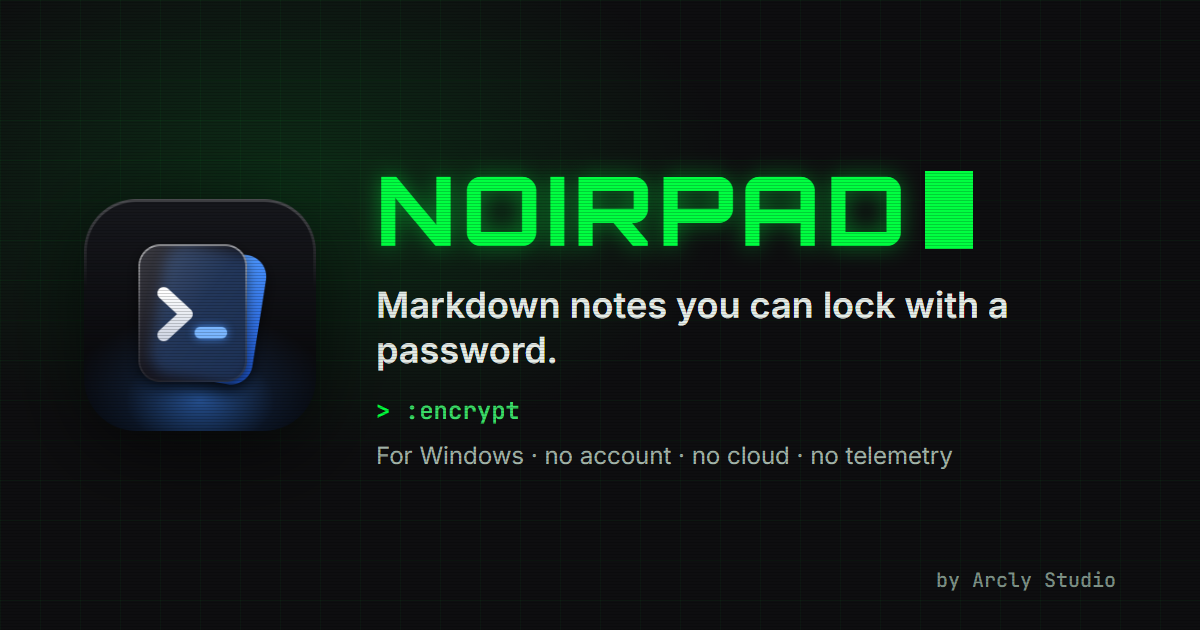 NOIRPAD
Markdown notes you can lock with a
password.
> :encrypt
For Windows · no account · no cloud · no telemetry
by Arcly Studio